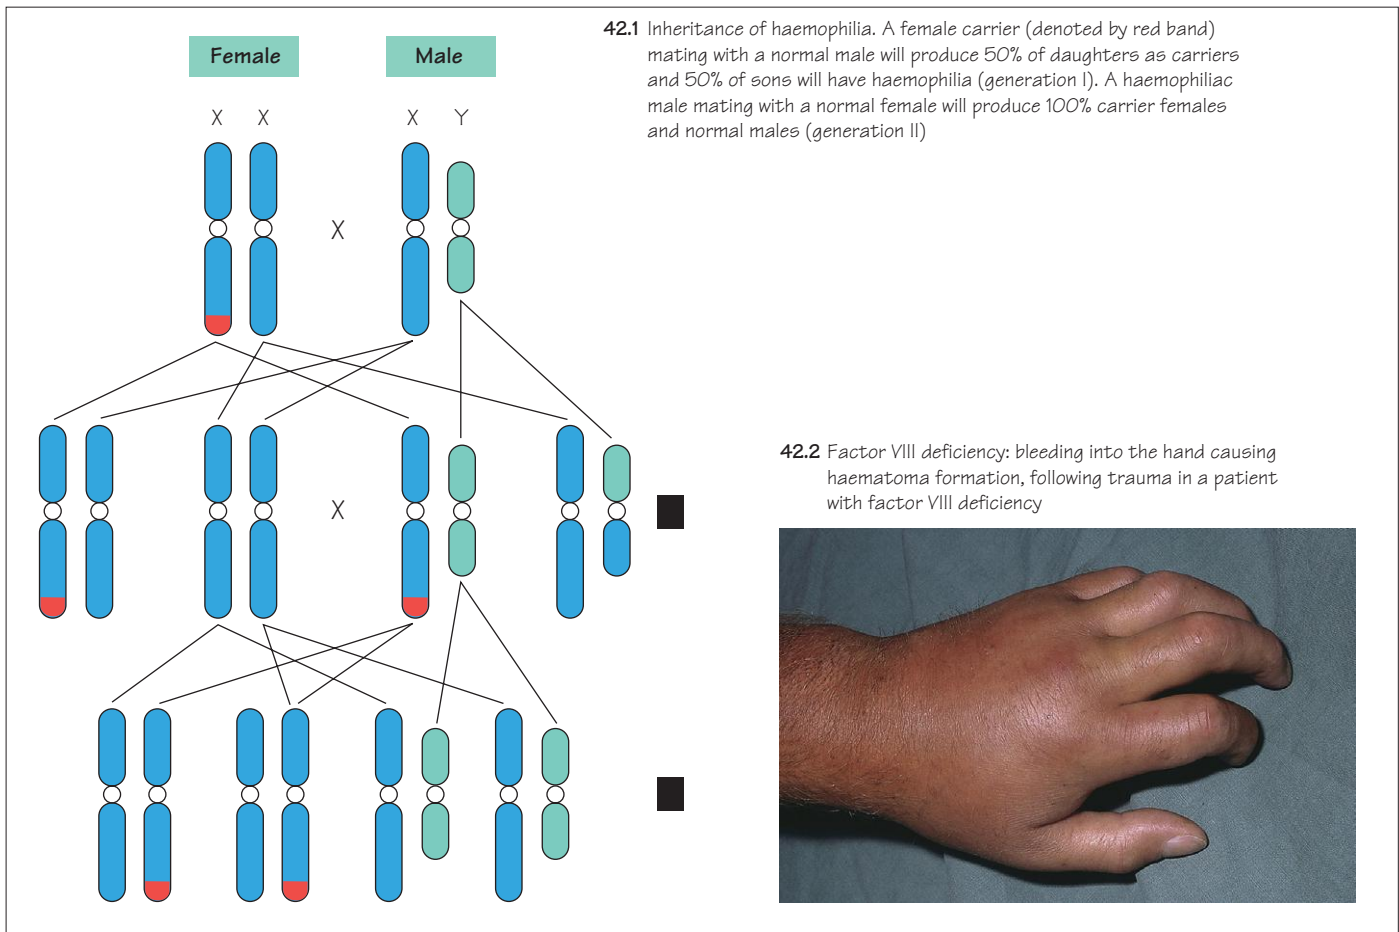 Female
Male
X X
X Y
X
X
42.1 Inheritance of haemophilia. A female carrier (denoted by red band)
mating with a normal male will produce 50% of daughters as carriers
and 50% of sons will have haemophilia (generation I). A haemophiliac
male mating with a normal female will produce 100% carrier females
and normal males (generation II)
42.2 Factor VIII deficiency: bleeding into the hand causing
haematoma formation, following trauma in a patient
with factor VIII deficiency